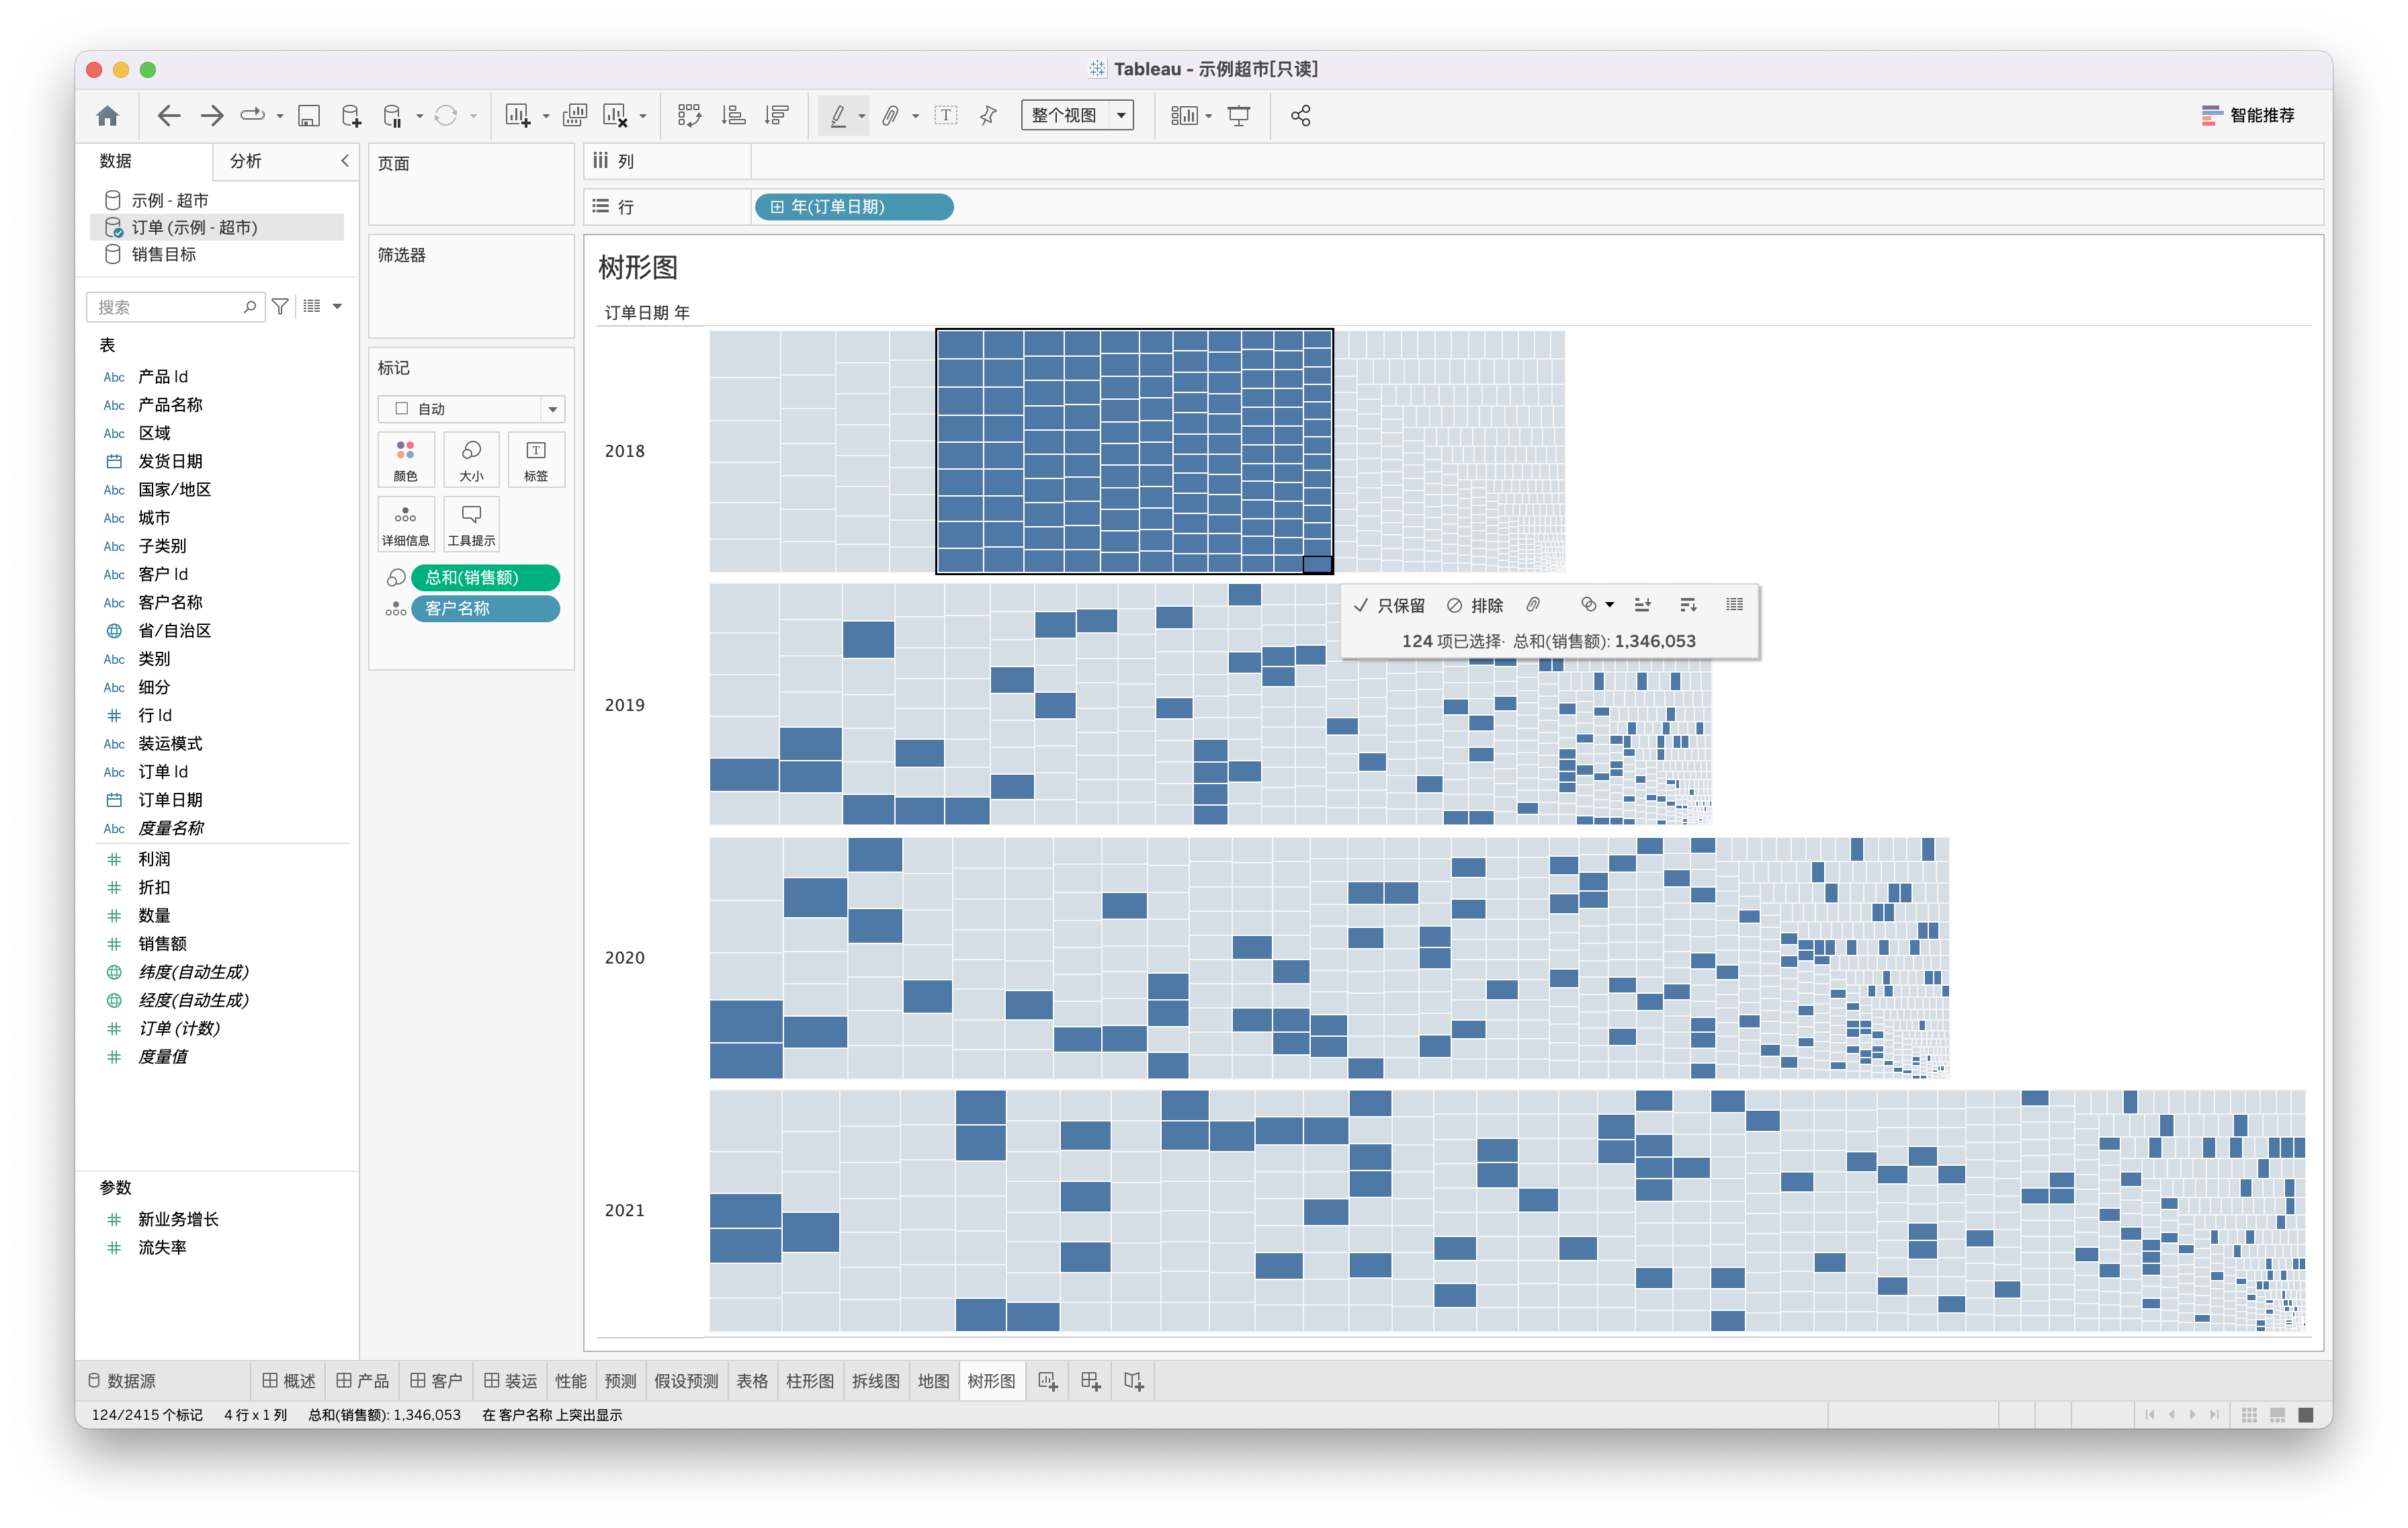 Tableau - 示例超市[只读]
整个视图
智能推荐
数据
分析
示例 - 超市
订单 (示例 - 超市)
销售目标
搜索
表
Abc 产品 Id
Abc 产品名称
Abc 区域
发货日期
Abc 国家/地区
Abc 城市
Abc 子类别
Abc 客户 Id
Abc 客户名称
省/自治区
Abc 类别
Abc 细分
行 Id
Abc 装运模式
Abc 订单 Id
订单日期
Abc 度量名称
利润
折扣
数量
销售额
纬度(自动生成)
经度(自动生成)
订单 (计数)
度量值
参数
新业务增长
流失率
页面
筛选器
标记
自动
颜色
大小
T
标签
详细信息
工具提示
总和(销售额)
客户名称
列
行
年(订单日期)
树形图
订单日期 年
2018
2019
2020
2021
只保留
排除
124 项已选择· 总和(销售额): 1,346,053
数据源
概述
产品
客户
装运
性能
预测
假设预测
表格
柱形图
拆线图
地图
树形图
124/2415 个标记
4 行 x 1 列
总和(销售额): 1,346,053
在 客户名称 上突出显示